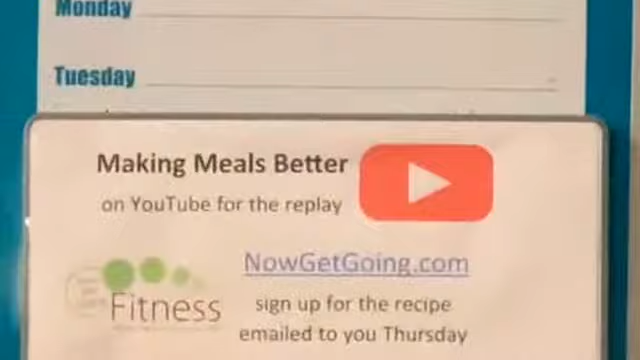 Monday
Tuesday
Making Meals Better
on YouTube for the replay
NowGetGoing.com
Fitness
sign up for the recipe
emailed to you Thursday